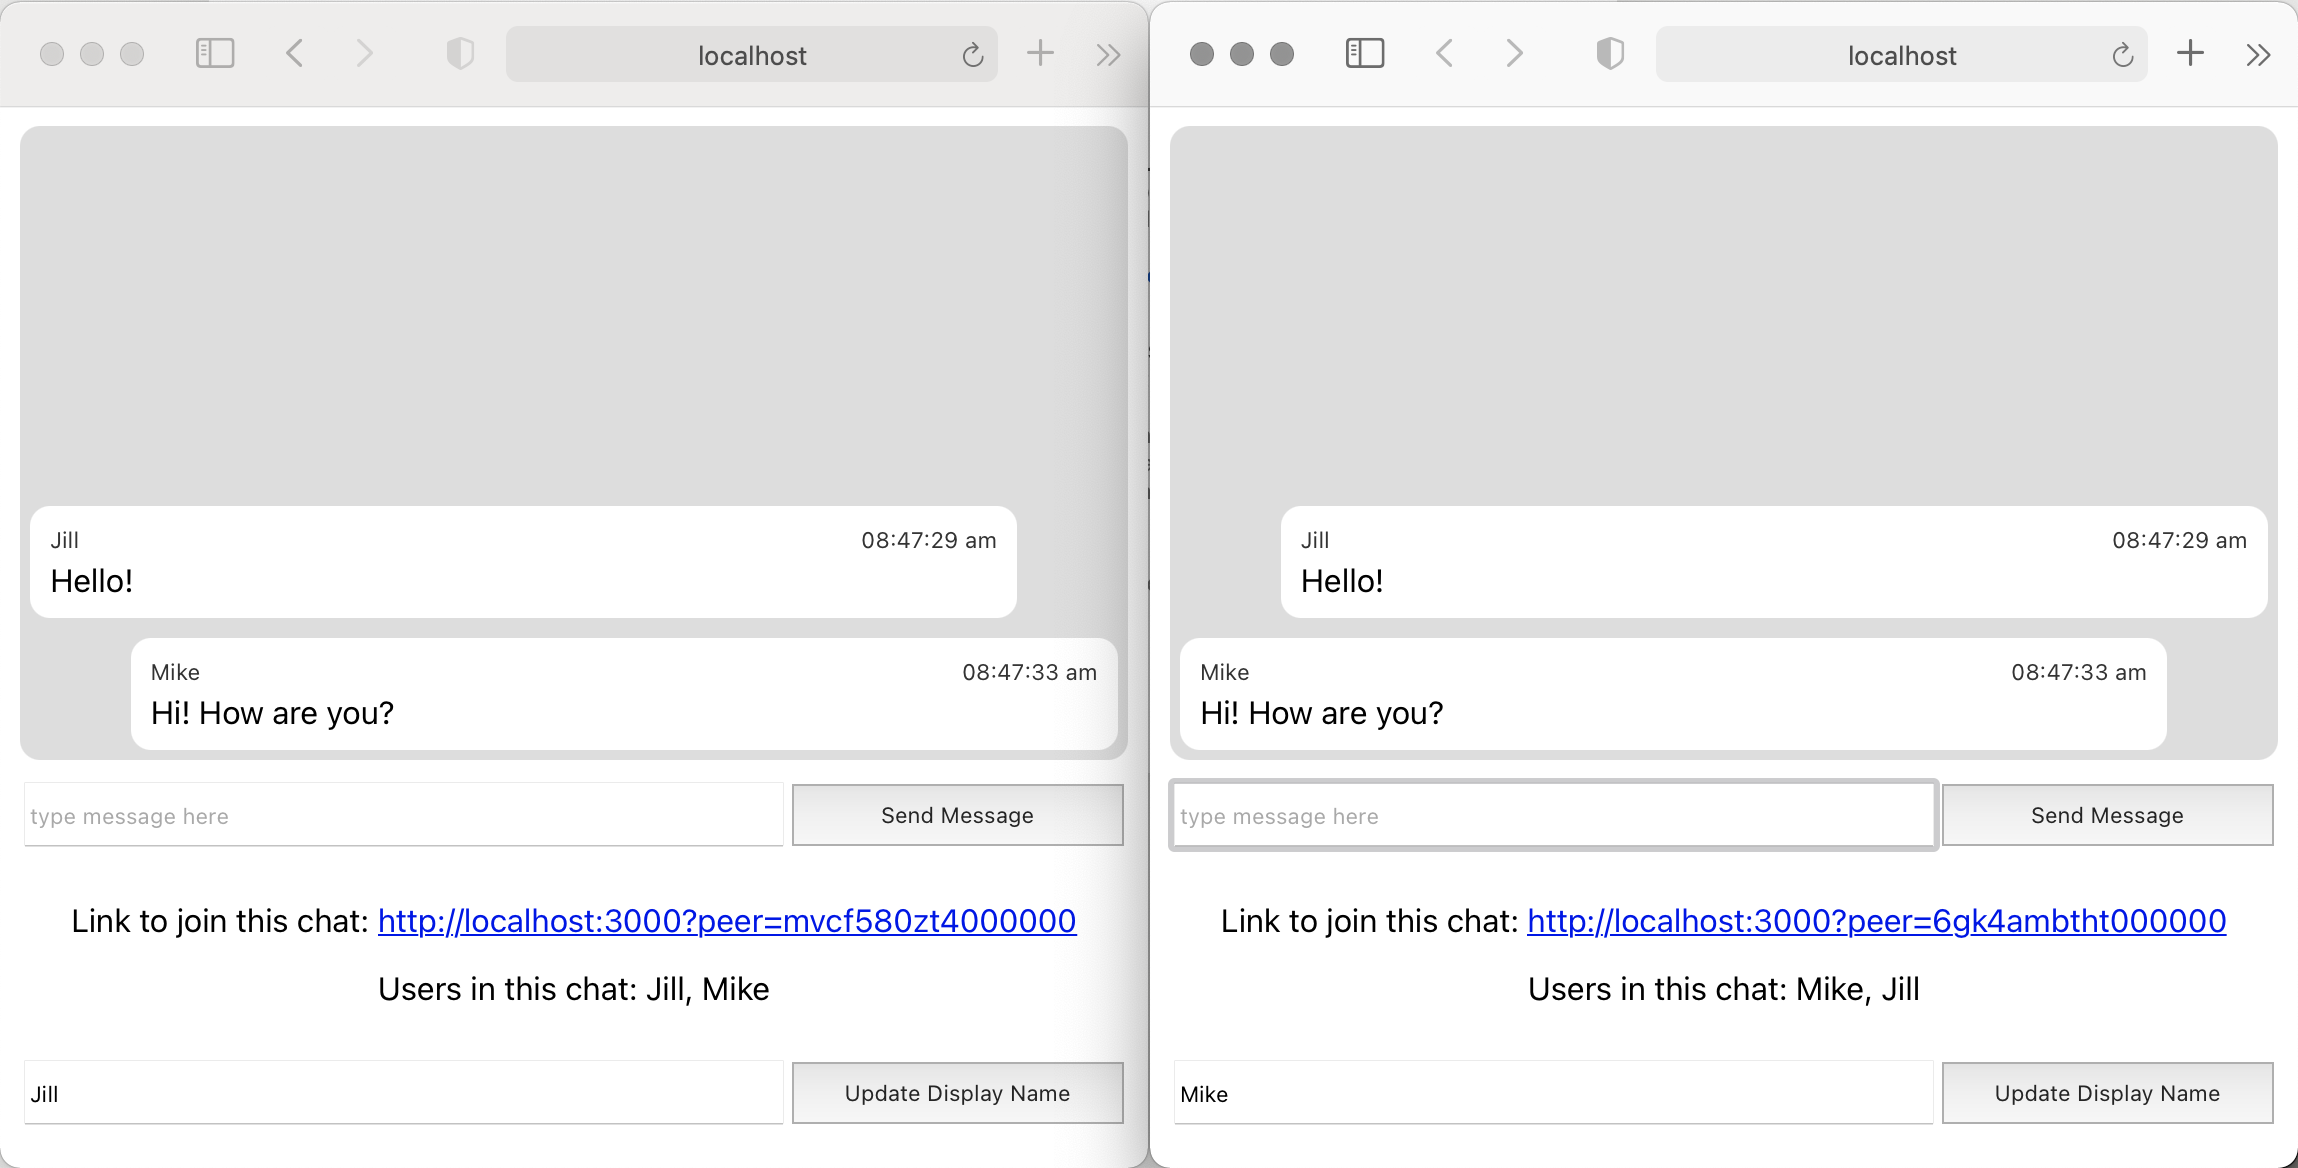 localhost
Jill 08:47:29 am
Hello!
Mike 08:47:33 am
Hi! How are you?
type message here Send Message
Link to join this chat: http://localhost:3000?peer=mvcf580zt4000000
Users in this chat: Jill, Mike
Jill Update Display Name
localhost
Jill 08:47:29 am
Hello!
Mike 08:47:33 am
Hi! How are you?
type message here Send Message
Link to join this chat: http://localhost:3000?peer=6gk4ambtht000000
Users in this chat: Mike, Jill
Mike Update Display Name